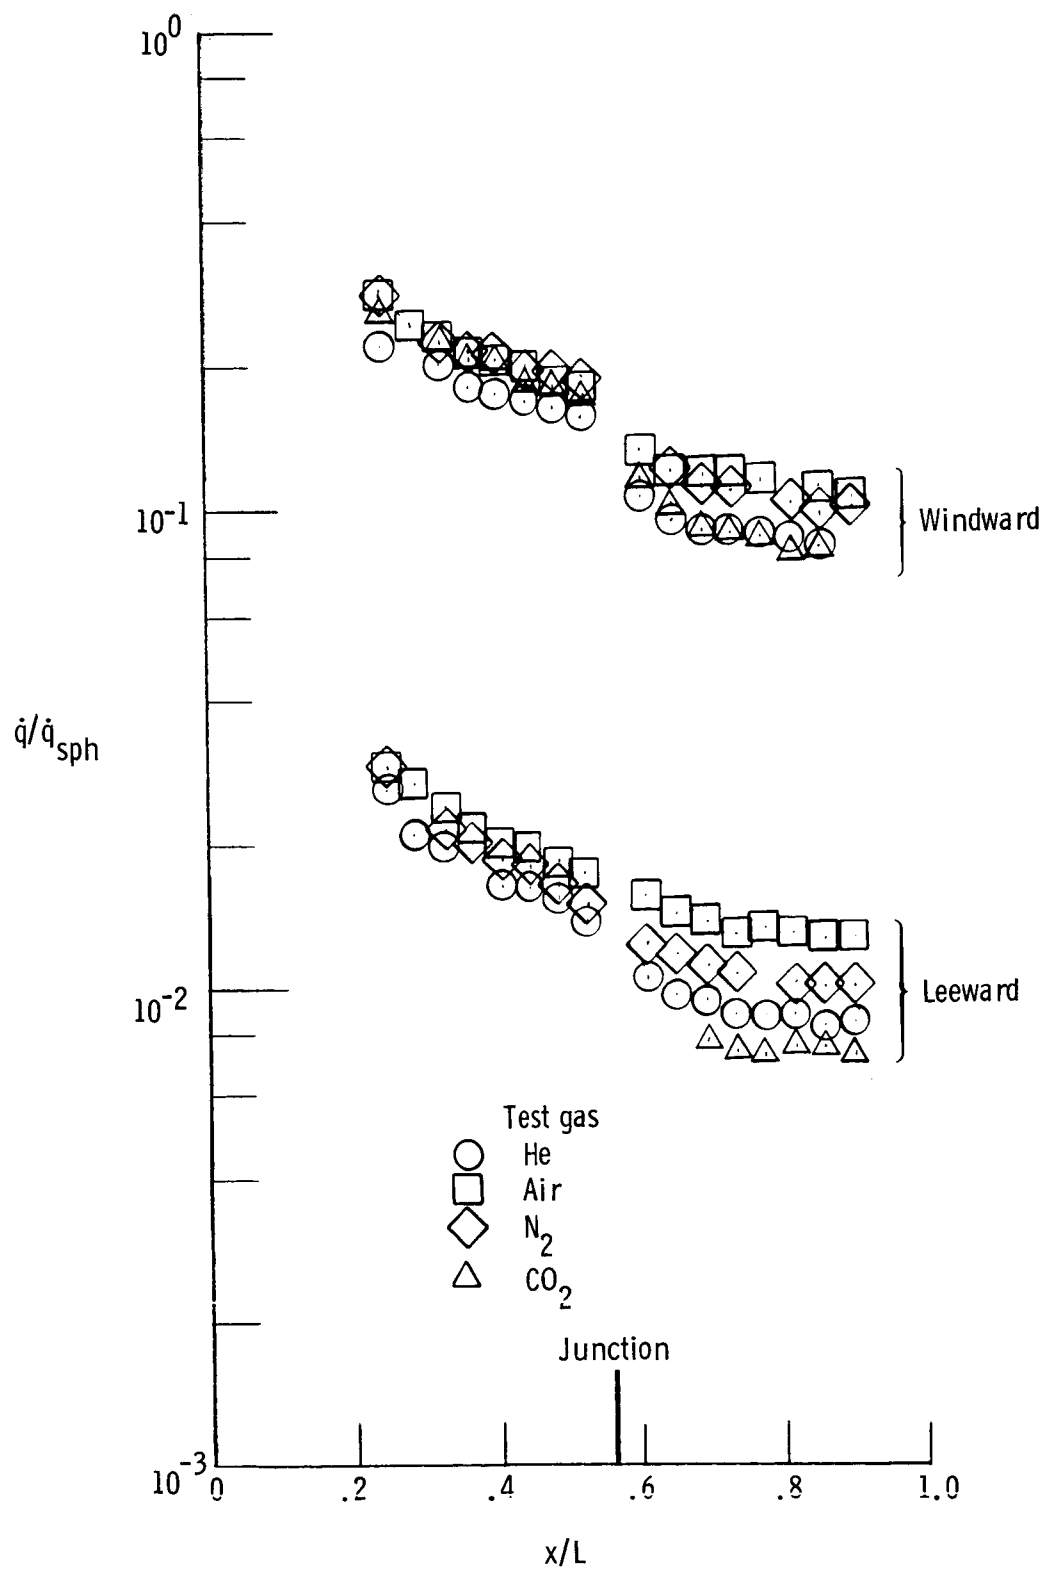 10^0
10^-1
Windward
q̇/q̇sph
10^-2
Leeward
Test gas
He
Air
N2
CO2
Junction
10^-3
0 .2 .4 .6 .8 1.0
x/L